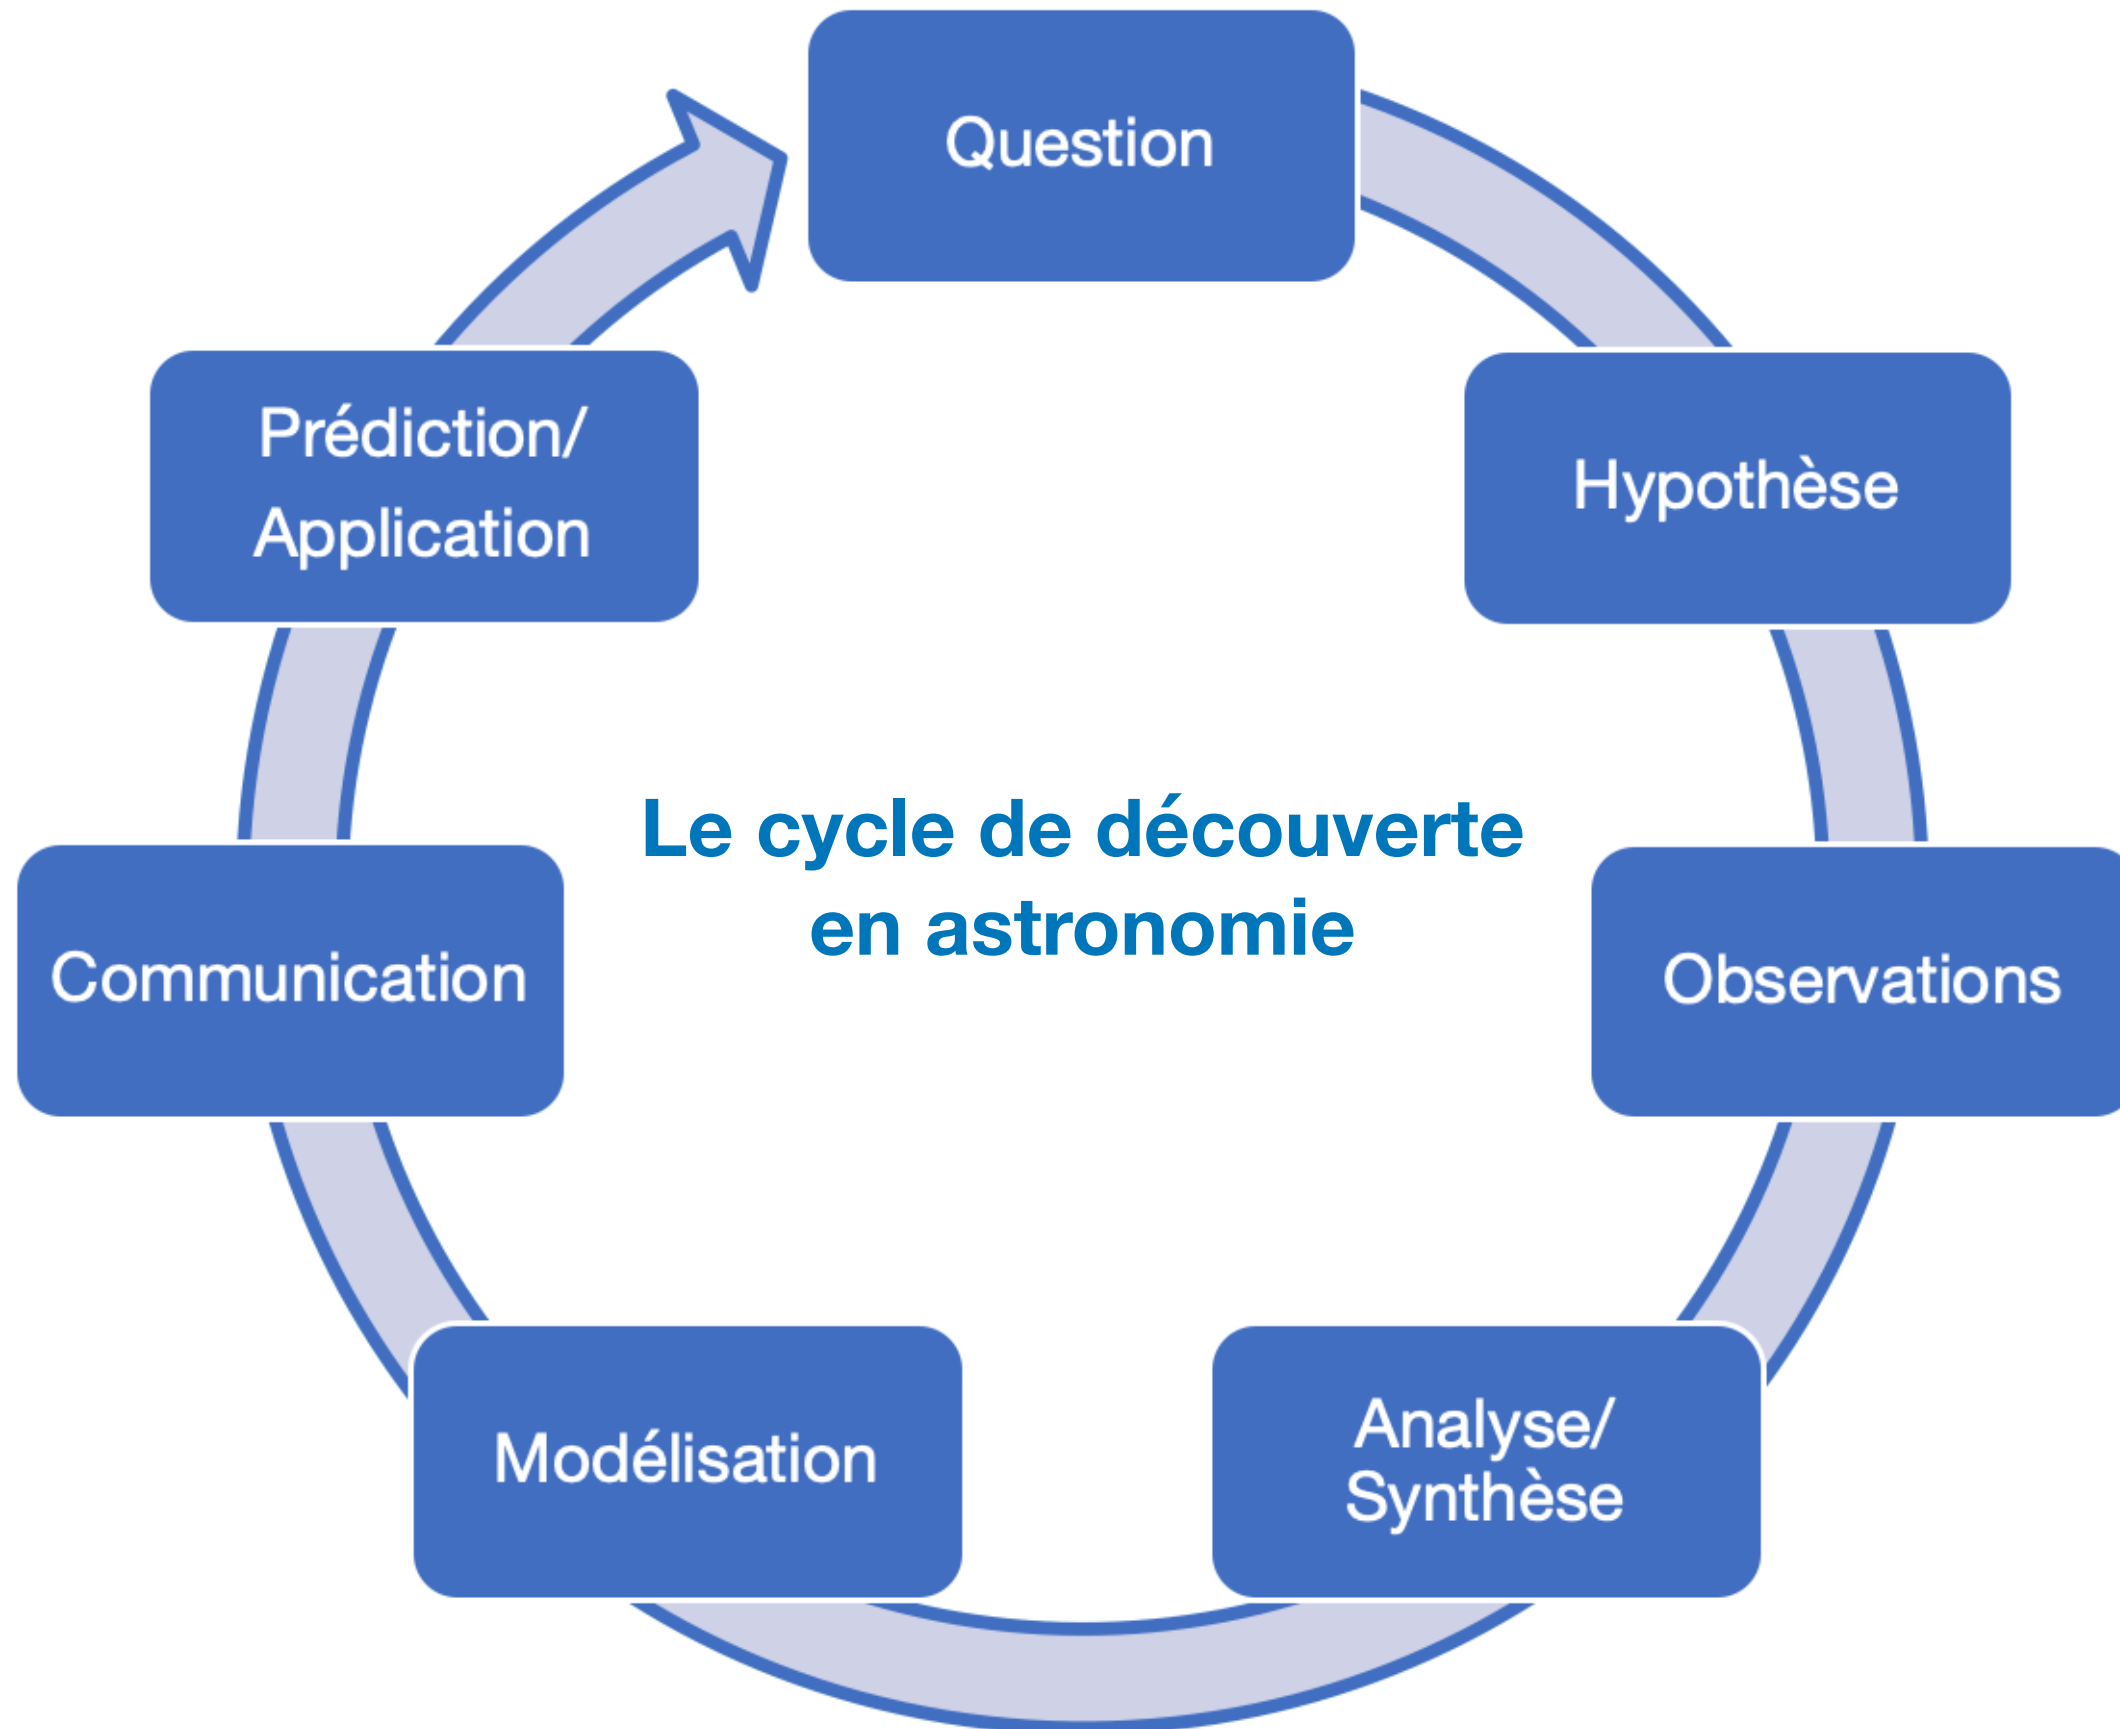 Question
Hypothèse
Observations
Analyse/
Synthèse
Modélisation
Communication
Prédiction/
Application
Le cycle de découverte
en astronomie